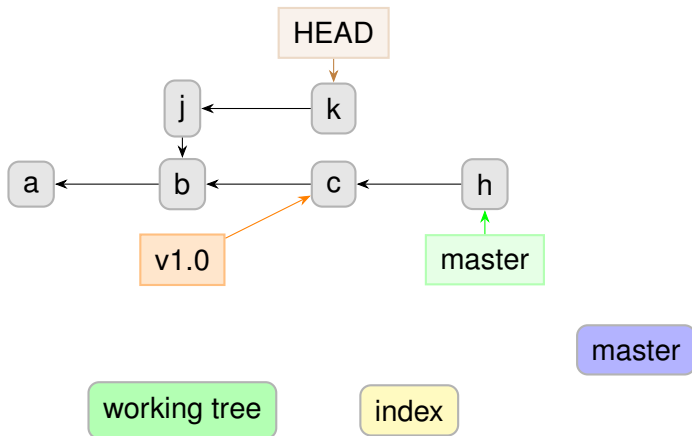 HEAD
j
k
a
b
c
h
v1.0
master
master
working tree
index